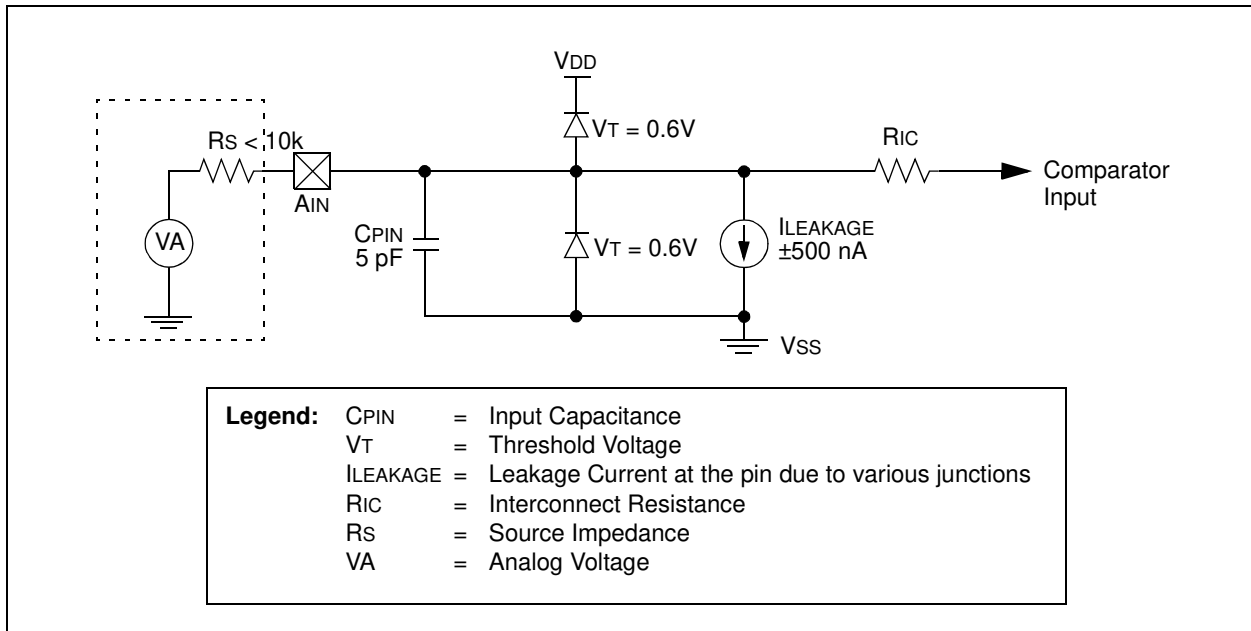 VDD
VT = 0.6V
RS < 10k
RIC
AIN
Comparator
Input
VA
CPIN
5 pF
VT = 0.6V
ILEAKAGE
±500 nA
VSS
Legend: CPIN = Input Capacitance
VT = Threshold Voltage
ILEAKAGE = Leakage Current at the pin due to various junctions
RIC = Interconnect Resistance
RS = Source Impedance
VA = Analog Voltage